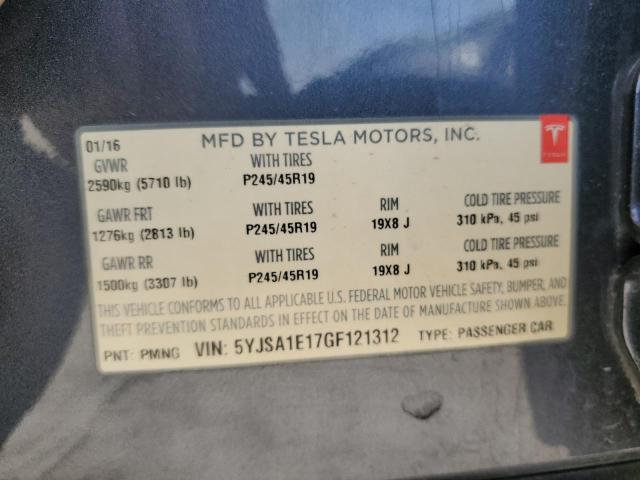 01/16 MFD BY TESLA MOTORS, INC.
GVWR WITH TIRES
2590kg (5710 lb) P245/45R19
GAWR FRT WITH TIRES RIM COLD TIRE PRESSURE
1276kg (2813 lb) P245/45R19 19X8 J 310 kPa, 45 psi
GAWR RR WITH TIRES RIM COLD TIRE PRESSURE
1500kg (3307 lb) P245/45R19 19X8 J 310 kPa, 45 psi
THIS VEHICLE CONFORMS TO ALL APPLICABLE U.S. FEDERAL MOTOR VEHICLE SAFETY, BUMPER, AND
THEFT PREVENTION STANDARDS IN EFFECT ON THE DATE OF MANUFACTURE SHOWN ABOVE.
PNT: PMNG VIN: 5YJSA1E17GF121312 TYPE: PASSENGER CAR
TESLA